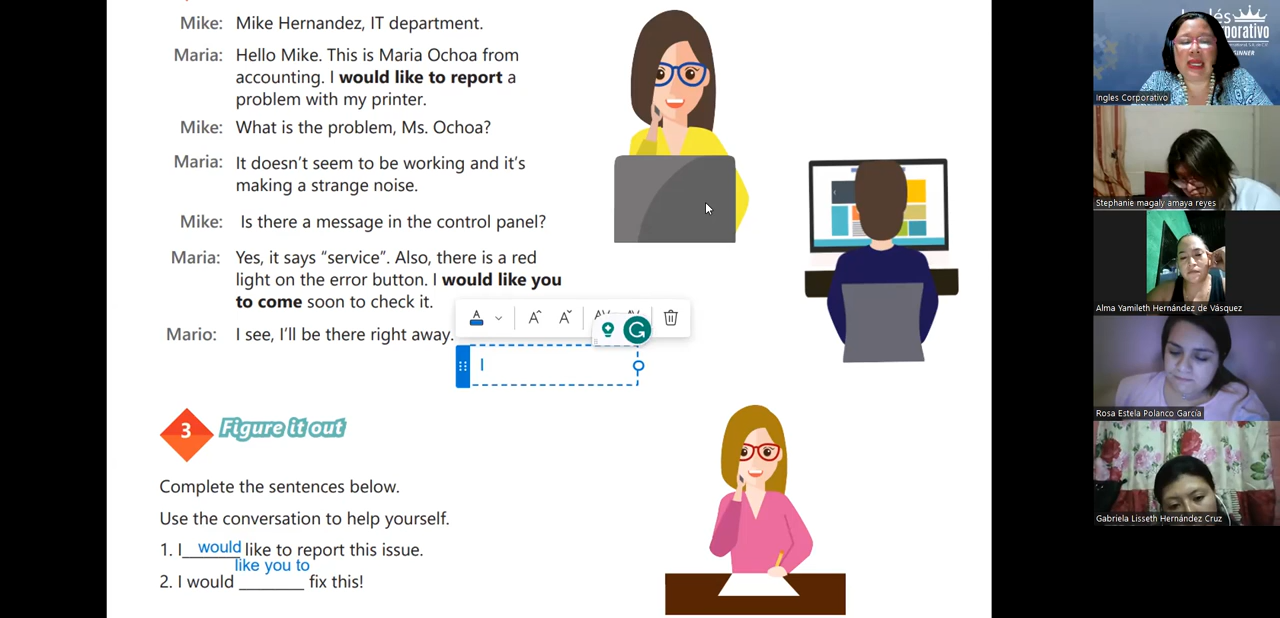 Mike: Mike Hernandez, IT department.
Maria: Hello Mike. This is Maria Ochoa from
accounting. I would like to report a
problem with my printer.
Mike: What is the problem, Ms. Ochoa?
Maria: It doesn't seem to be working and it's
making a strange noise.
Mike: Is there a message in the control panel?
Maria: Yes, it says "service". Also, there is a red
light on the error button. I would like you
to come soon to check it.
Mario: I see, I'll be there right away.
3 Figure it out
Complete the sentences below.
Use the conversation to help yourself.
1. I would like to report this issue.
like you to
2. I would ________ fix this!
Ingles Corporativo
Stephanie magaly amaya reyes
Alma Yamileth Hernández de Vásquez
Rosa Estela Polanco García
Gabriela Lisseth Hernández Cruz